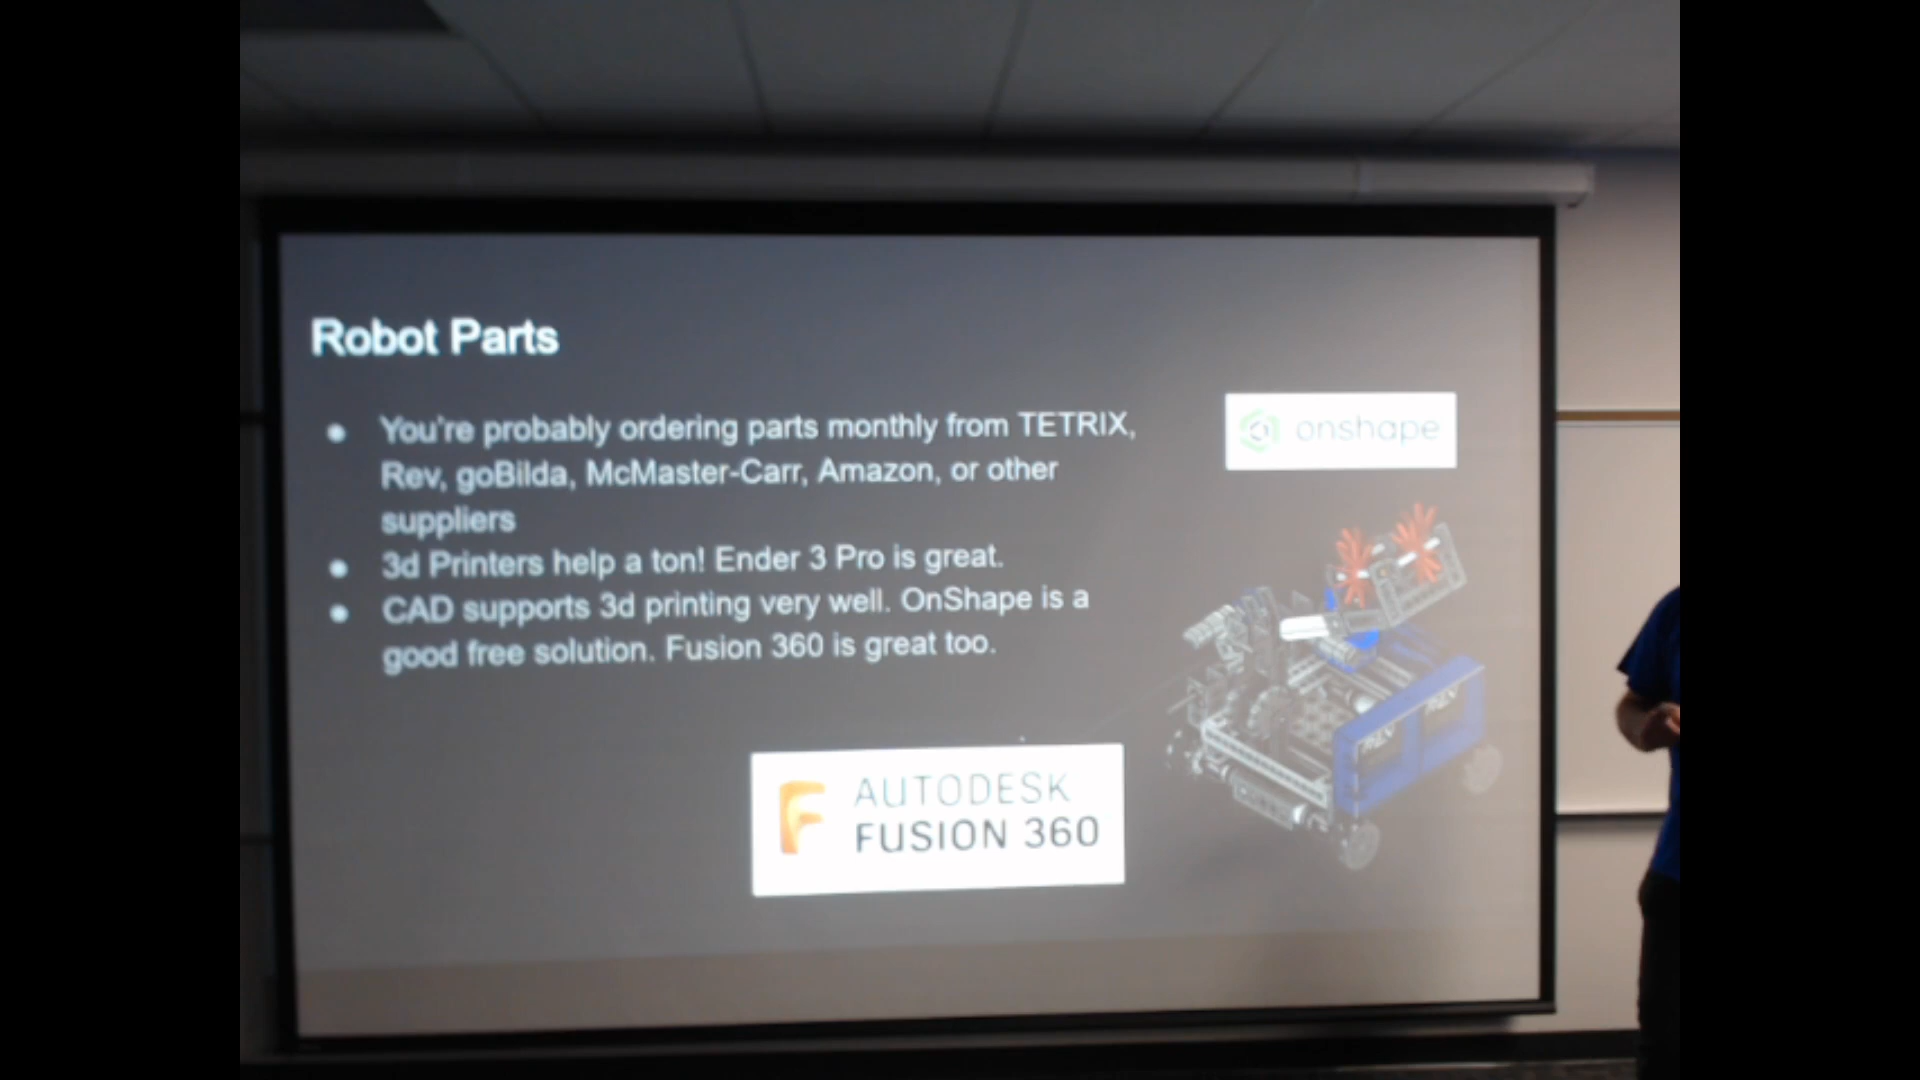 Robot Parts
● You're probably ordering parts monthly from TETRIX,
Rev, goBilda, McMaster-Carr, Amazon, or other
suppliers
● 3d Printers help a ton! Ender 3 Pro is great.
● CAD supports 3d printing very well. OnShape is a
good free solution. Fusion 360 is great too.
onshape
REV
REV
AUTODESK
FUSION 360